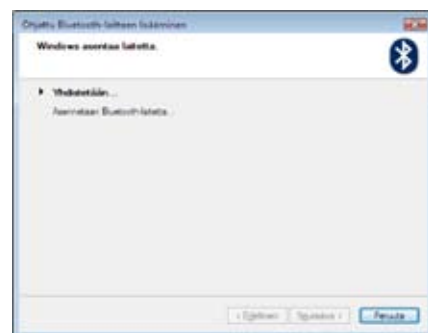 Ohjattu Bluetooth-laitteen lisääminen
Windows asentaa laitetta.
Yhdistetään...
Asennetaan Bluetooth-laitetta...
< Edellinen
Seuraava >
Peruuta